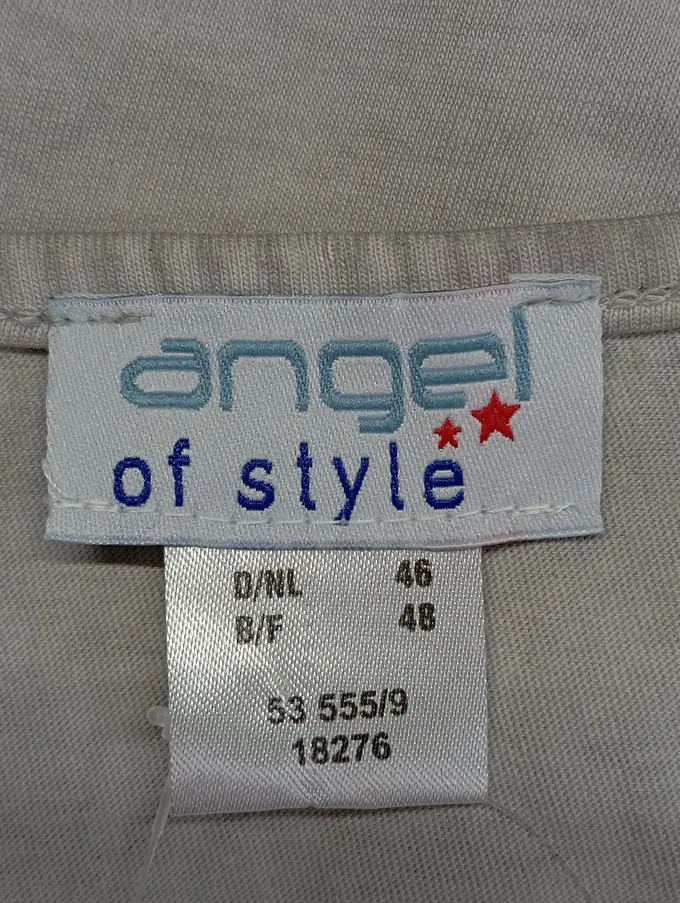 angel
of style
D/NL 46
B/F 48
53 555/9
18276